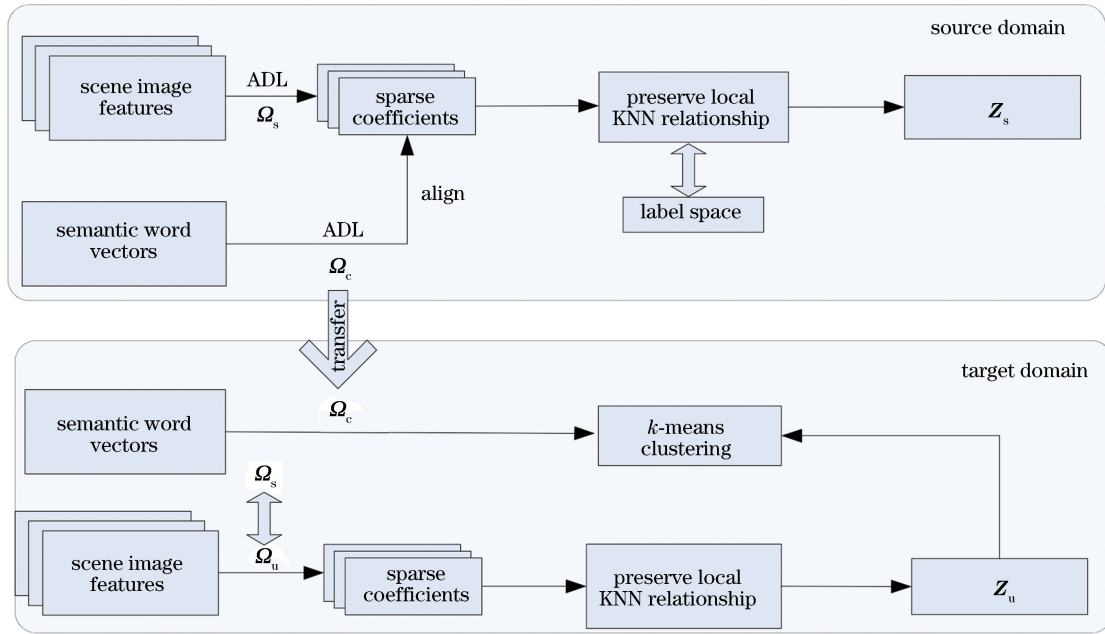 source domain
scene image
features
ADL
Ωs
sparse
coefficients
preserve local
KNN relationship
Zs
align
label space
semantic word
vectors
ADL
Ωc
transfer
target domain
Ωc
semantic word
vectors
k-means
clustering
Ωs
Ωu
scene image
features
sparse
coefficients
preserve local
KNN relationship
Zu